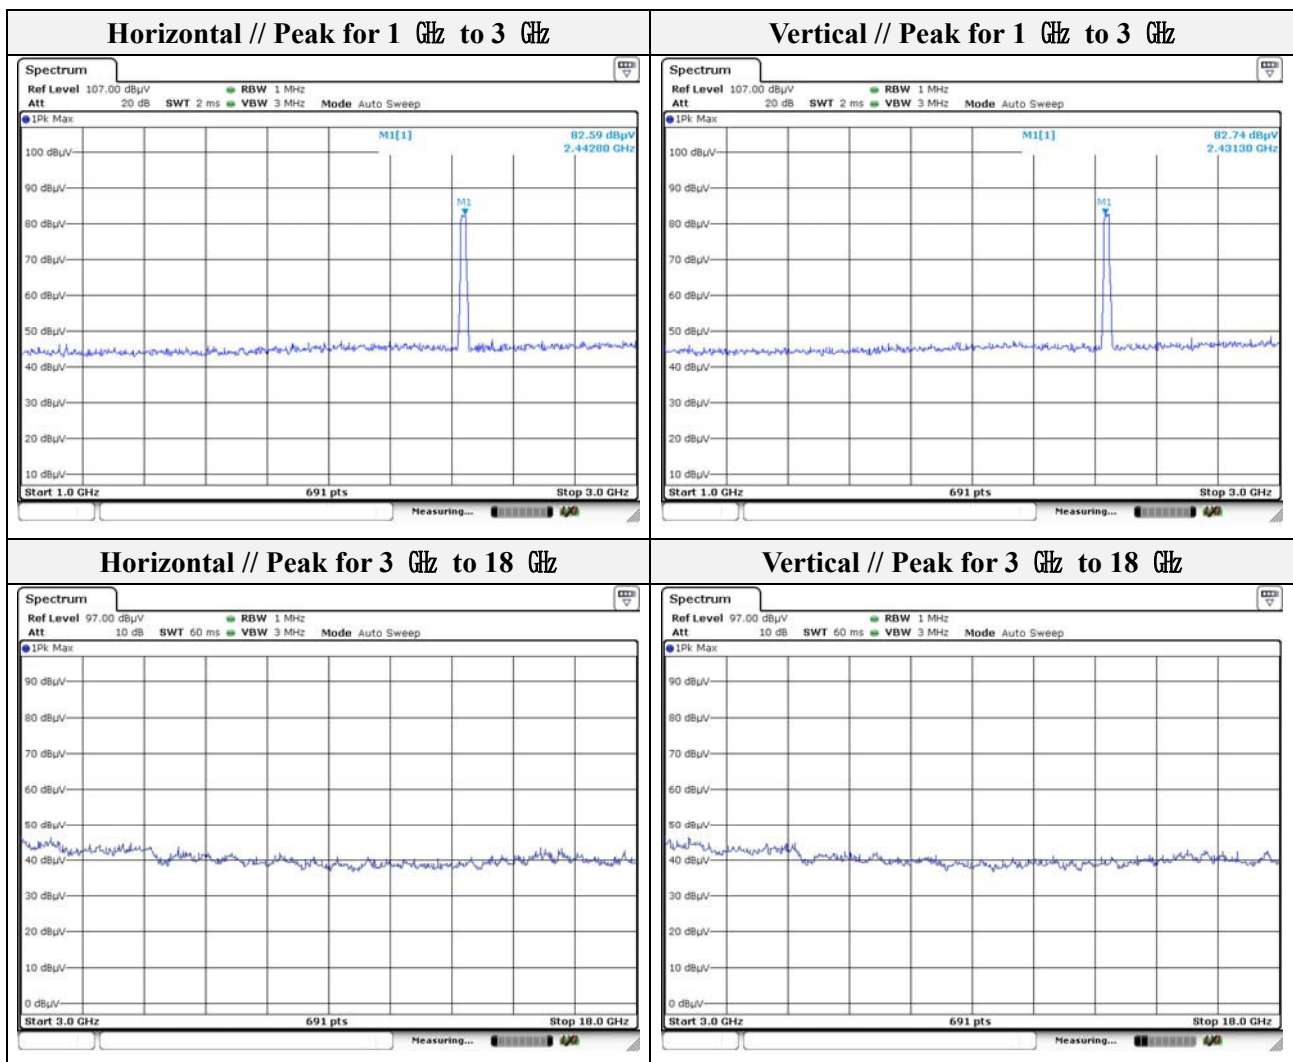 Horizontal // Peak for 1 ㎓ to 3 ㎓
Spectrum
Ref Level 107.00 dBµV RBW 1 MHz
Att 20 dB SWT 2 ms VBW 3 MHz Mode Auto Sweep
1Pk Max
M1[1] 82.59 dBµV
2.44280 GHz
100 dBµV
90 dBµV
M1
80 dBµV
70 dBµV
60 dBµV
50 dBµV
40 dBµV
30 dBµV
20 dBµV
10 dBµV
Start 1.0 GHz 691 pts Stop 3.0 GHz
Measuring...
Vertical // Peak for 1 ㎓ to 3 ㎓
Spectrum
Ref Level 107.00 dBµV RBW 1 MHz
Att 20 dB SWT 2 ms VBW 3 MHz Mode Auto Sweep
1Pk Max
M1[1] 82.74 dBµV
2.43130 GHz
100 dBµV
90 dBµV
M1
80 dBµV
70 dBµV
60 dBµV
50 dBµV
40 dBµV
30 dBµV
20 dBµV
10 dBµV
Start 1.0 GHz 691 pts Stop 3.0 GHz
Measuring...
Horizontal // Peak for 3 ㎓ to 18 ㎓
Spectrum
Ref Level 97.00 dBµV RBW 1 MHz
Att 10 dB SWT 60 ms VBW 3 MHz Mode Auto Sweep
1Pk Max
90 dBµV
80 dBµV
70 dBµV
60 dBµV
50 dBµV
40 dBµV
30 dBµV
20 dBµV
10 dBµV
0 dBµV
Start 3.0 GHz 691 pts Stop 18.0 GHz
Measuring...
Vertical // Peak for 3 ㎓ to 18 ㎓
Spectrum
Ref Level 97.00 dBµV RBW 1 MHz
Att 10 dB SWT 60 ms VBW 3 MHz Mode Auto Sweep
1Pk Max
90 dBµV
80 dBµV
70 dBµV
60 dBµV
50 dBµV
40 dBµV
30 dBµV
20 dBµV
10 dBµV
0 dBµV
Start 3.0 GHz 691 pts Stop 18.0 GHz
Measuring...